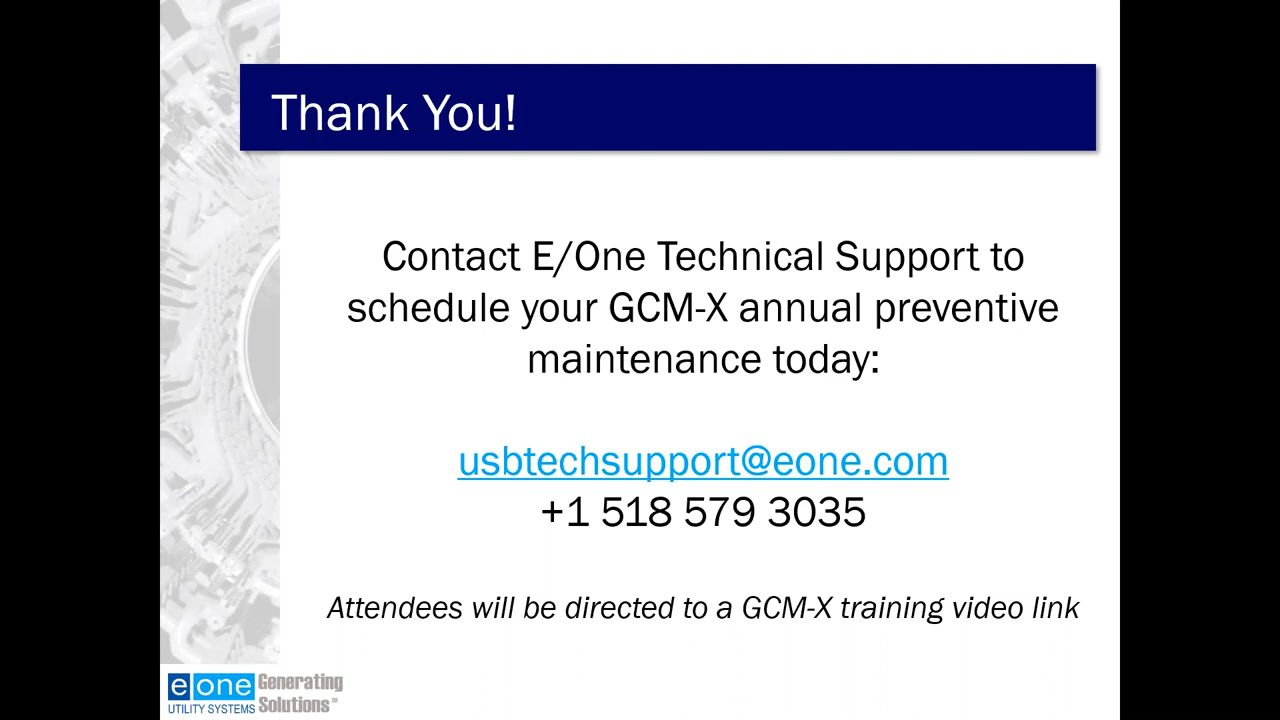 Thank You!
Contact E/One Technical Support to
schedule your GCM-X annual preventive
maintenance today:
usbtechsupport@eone.com
+1 518 579 3035
Attendees will be directed to a GCM-X training video link
eone Generating
UTILITY SYSTEMS Solutions℠